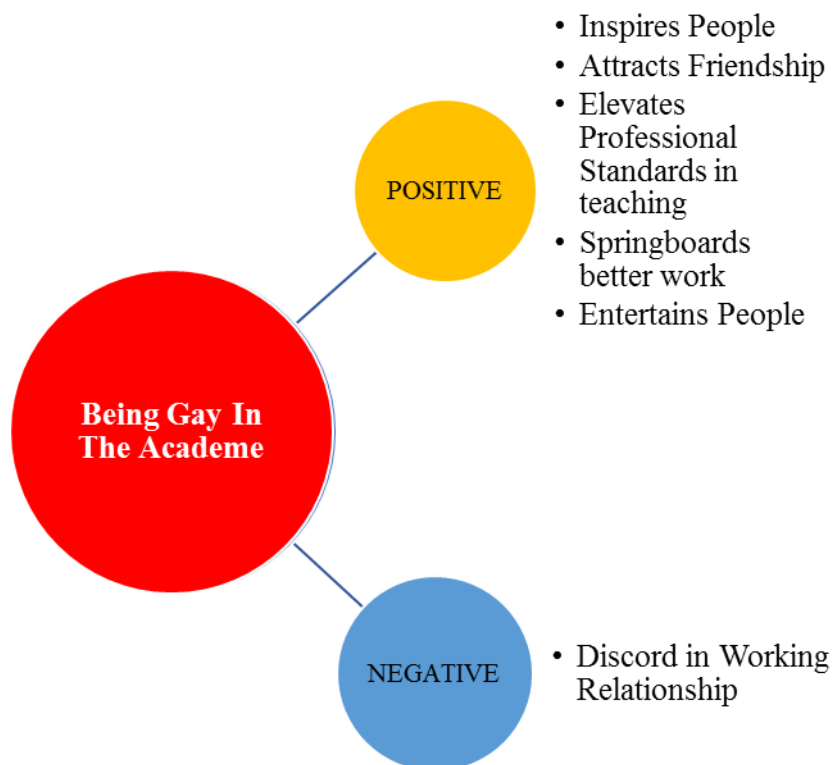 • Inspires People
• Attracts Friendship
• Elevates
Professional
Standards in
teaching
• Springboards
better work
• Entertains People
POSITIVE
Being Gay In
The Academe
NEGATIVE
• Discord in Working
Relationship